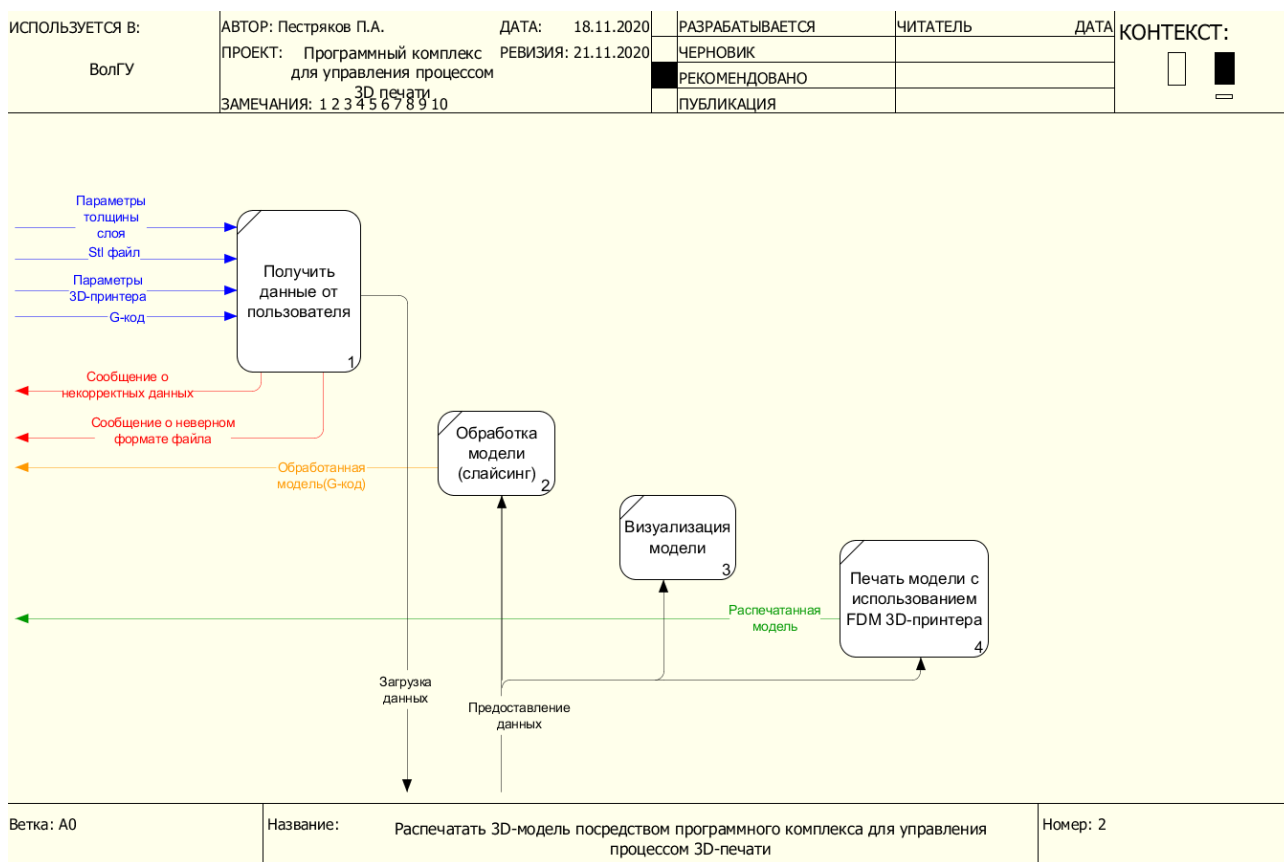 ИСПОЛЬЗУЕТСЯ В:
ВолГУ
АВТОР: Пестряков П.А.
ДАТА: 18.11.2020
ПРОЕКТ: Программный комплекс
для управления процессом
3D печати
РЕВИЗИЯ: 21.11.2020
ЗАМЕЧАНИЯ: 1 2 3 4 5 6 7 8 9 10
РАЗРАБАТЫВАЕТСЯ
ЧЕРНОВИК
РЕКОМЕНДОВАНО
ПУБЛИКАЦИЯ
ЧИТАТЕЛЬ
ДАТА
КОНТЕКСТ:
Параметры
толщины
слоя
Stl файл
Параметры
3D-принтера
G-код
Получить
данные от
пользователя
1
Сообщение о
некорректных данных
Сообщение о неверном
формате файла
Обработанная
модель(G-код)
Обработка
модели
(слайсинг)
2
Визуализация
модели
3
Печать модели с
использованием
FDM 3D-принтера
4
Распечатанная
модель
Загрузка
данных
Предоставление
данных
Ветка: A0
Название:
Распечатать 3D-модель посредством программного комплекса для управления
процессом 3D-печати
Номер: 2